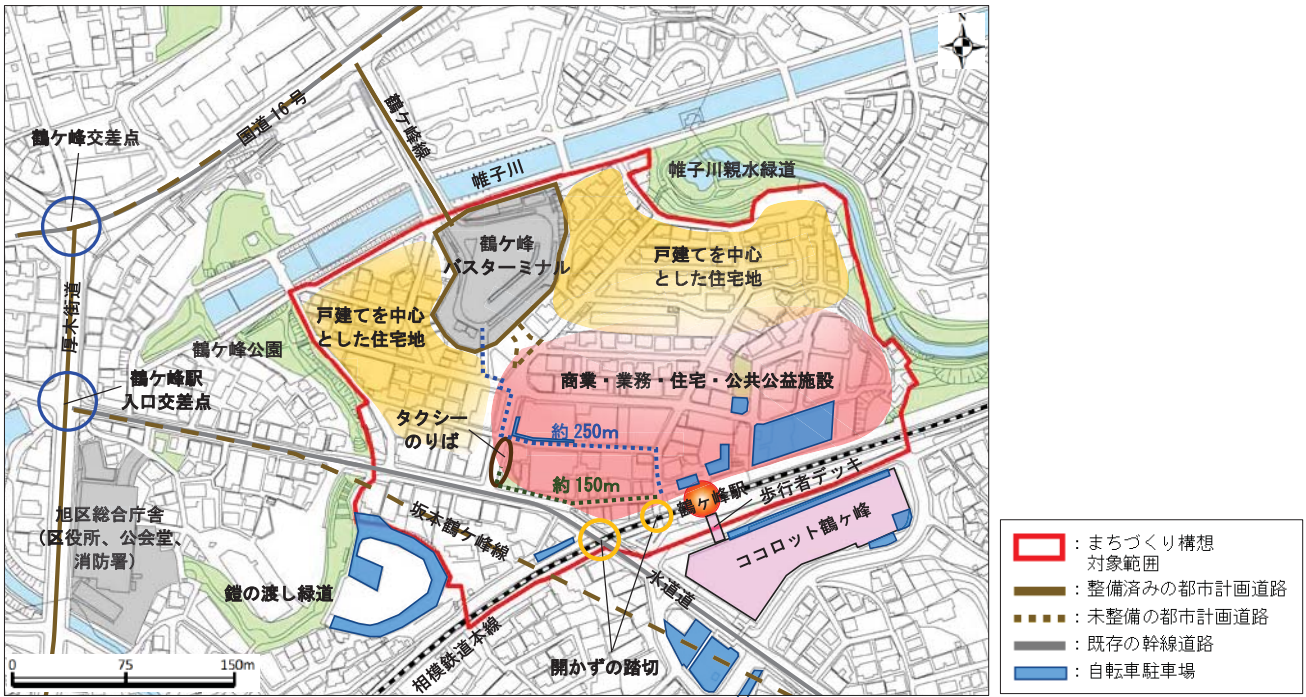 N
国道16号
鶴ケ峰線
鶴ケ峰交差点
帷子川
帷子川親水緑道
鶴ケ峰
バスターミナル
戸建てを中心
とした住宅地
厚木街道
戸建てを中心
とした住宅地
鶴ケ峰公園
鶴ケ峰駅
入口交差点
商業・業務・住宅・公共公益施設
タクシー
のりば
約250m
約150m
鶴ケ峰駅
歩行者デッキ
ココロット鶴ケ峰
旭区総合庁舎
（区役所、公会堂、
消防署）
坂本鶴ケ峰線
鎧の渡し緑道
水道道
開かずの踏切
相模鉄道本線
0 75 150m
：まちづくり構想
対象範囲
：整備済みの都市計画道路
：未整備の都市計画道路
：既存の幹線道路
：自転車駐車場